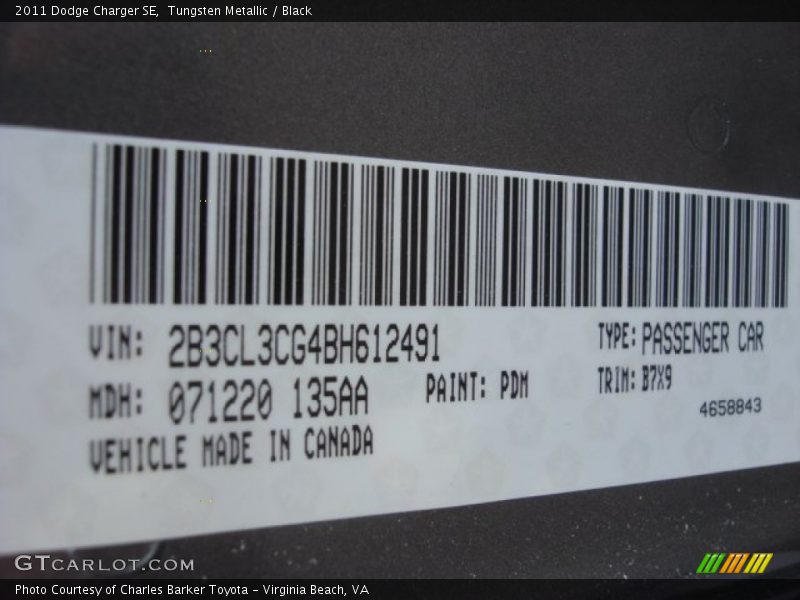 2011 Dodge Charger SE, Tungsten Metallic / Black
VIN: 2B3CL3CG4BH612491 TYPE: PASSENGER CAR
MDH: 071220 135AA PAINT: PDM TRIM: B7X9
4658843
VEHICLE MADE IN CANADA
GTCARLOT.COM
Photo Courtesy of Charles Barker Toyota - Virginia Beach, VA